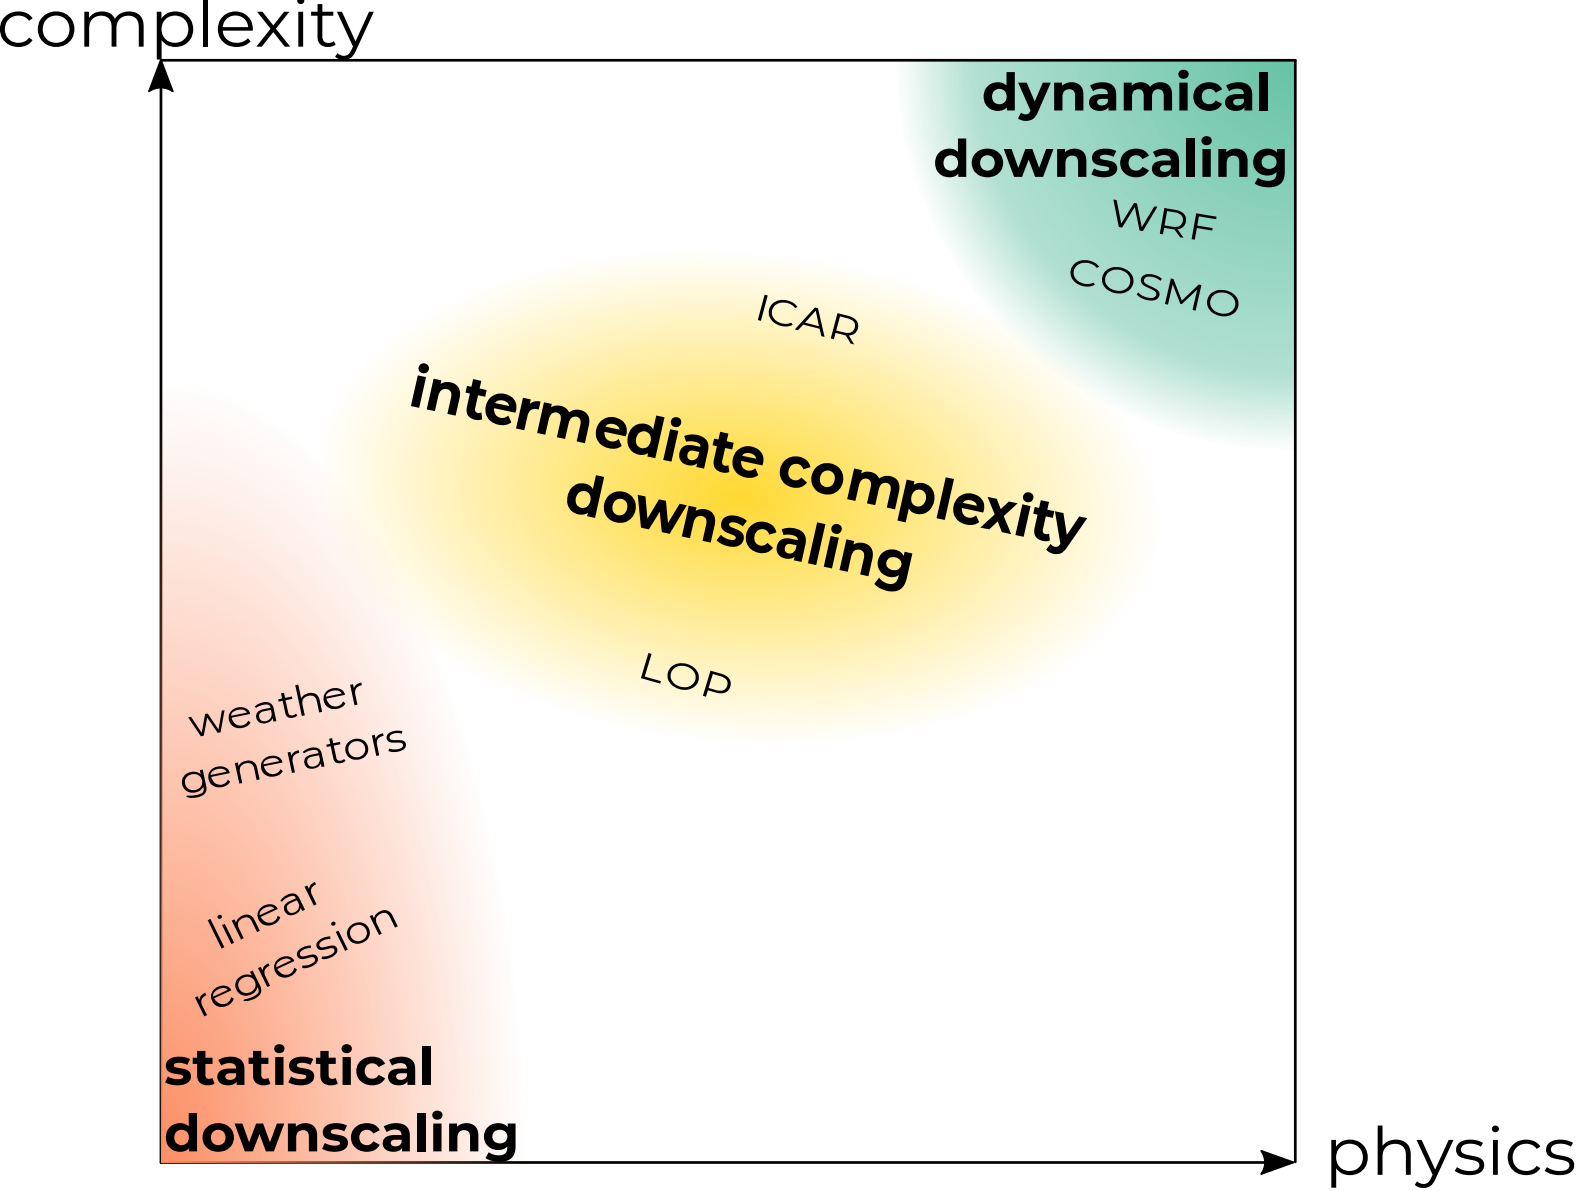 complexity
dynamical
downscaling
WRF
COSMO
ICAR
intermediate complexity
downscaling
LOP
weather
generators
linear
regression
statistical
downscaling
physics